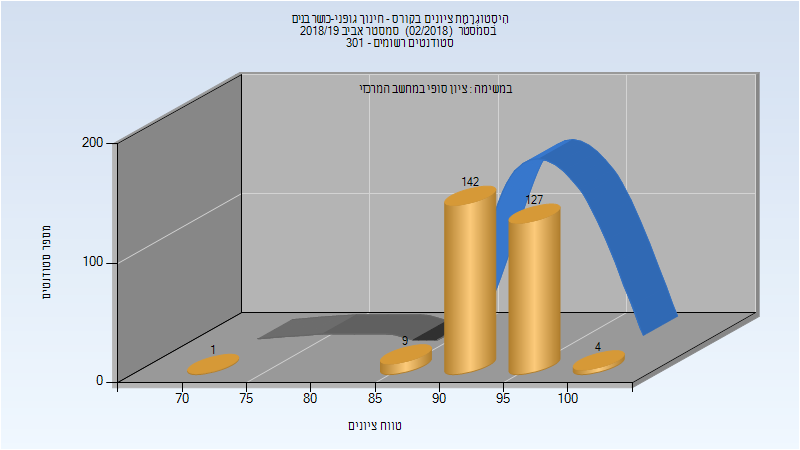 היסטוגרמת ציונים בקורס - חינוך גופני-כושר בנים
בסמסטר (02/2018) סמסטר אביב 2018/19
סטודנטים רשומים - 301
במשימה : ציון סופי במחשב המרכזי
מספר סטודנטים
200
100
0
1
9
142
127
4
70 75 80 85 90 95 100
טווח ציונים